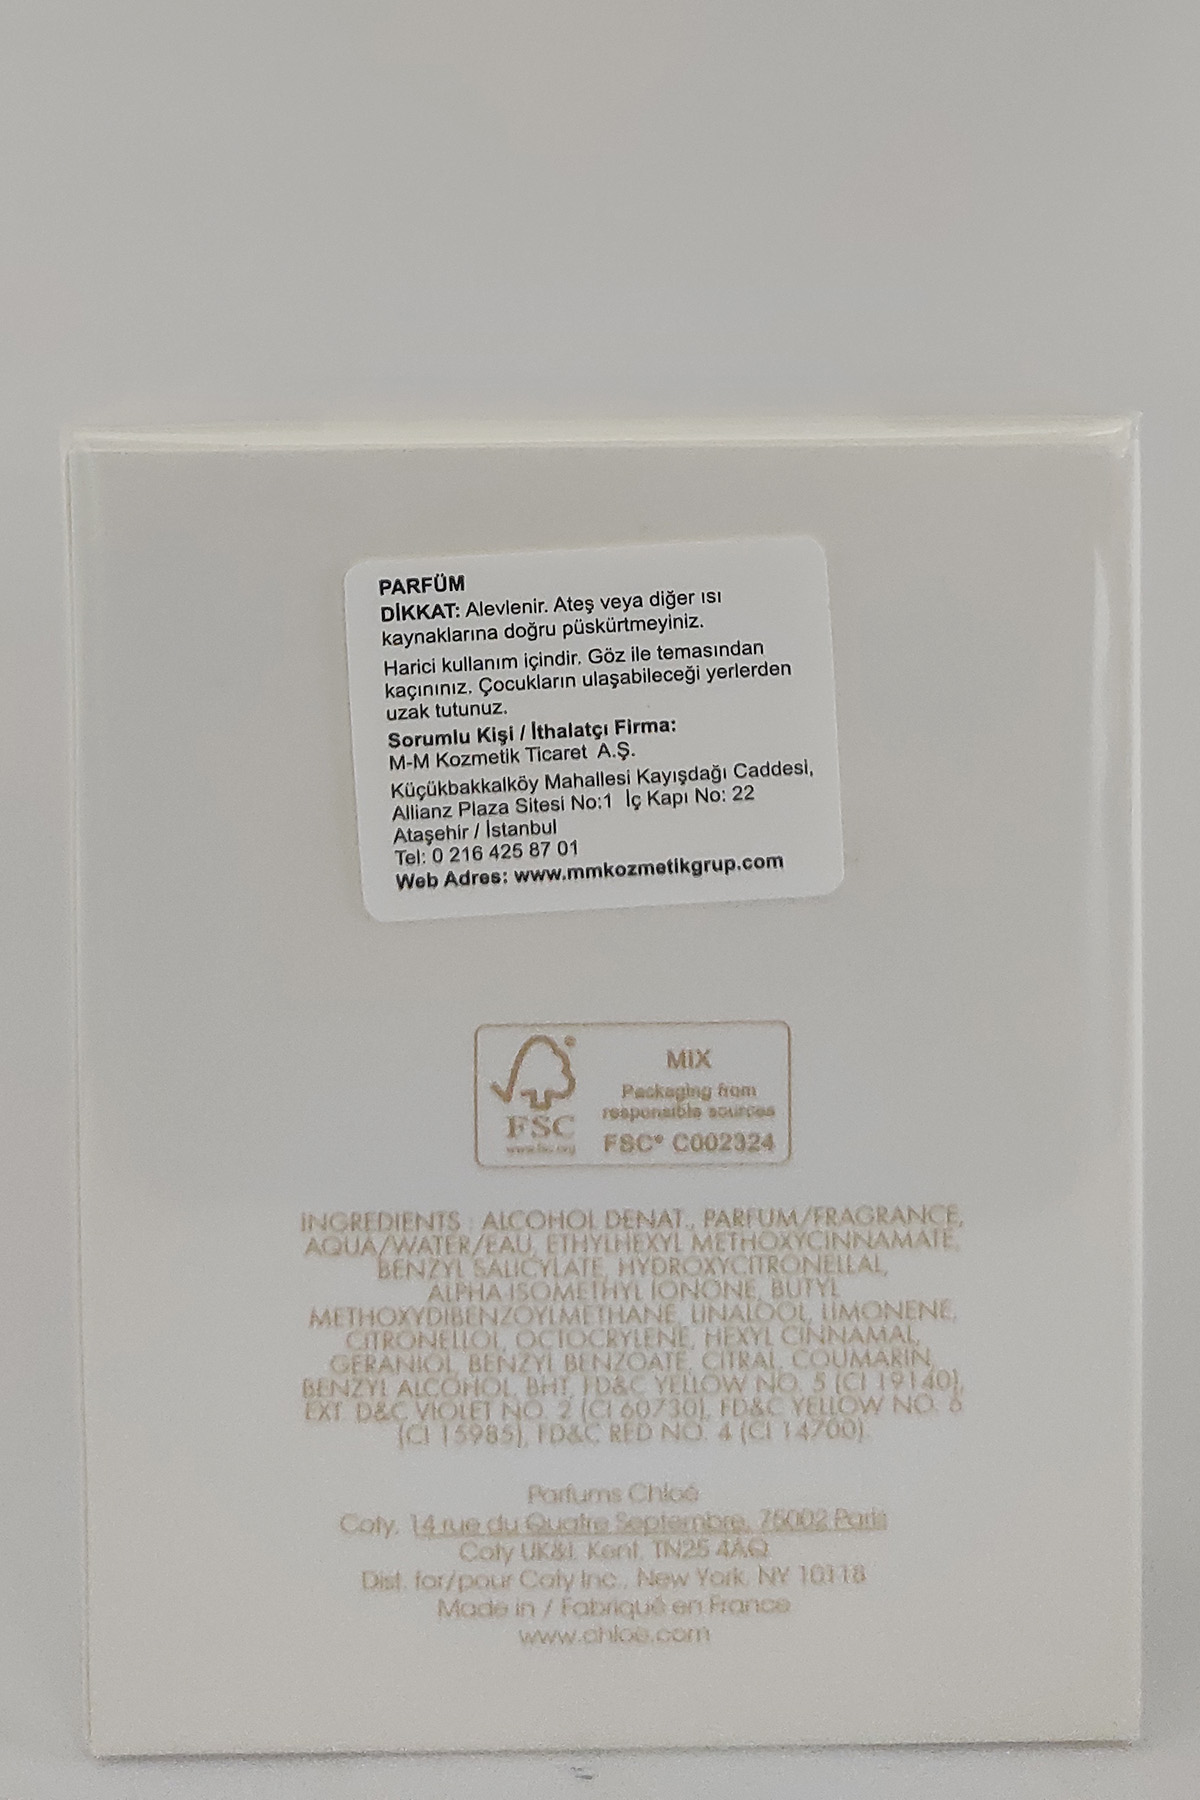 PARFÜM
DİKKAT: Alevlenir. Ateş veya diğer ısı
kaynaklarına doğru püskürtmeyiniz.
Harici kullanım içindir. Göz ile temasından
kaçınınız. Çocukların ulaşabileceği yerlerden
uzak tutunuz.
Sorumlu Kişi / İthalatçı Firma:
M-M Kozmetik Ticaret A.Ş.
Küçükbakkalköy Mahallesi Kayışdağı Caddesi,
Allianz Plaza Sitesi No:1 İç Kapı No: 22
Ataşehir / İstanbul
Tel: 0 216 425 87 01
Web Adres: www.mmkozmetikgrup.com
MIX
Packaging from
responsible sources
FSC
www.fsc.org
FSC® C002324
INGREDIENTS : ALCOHOL DENAT., PARFUM/FRAGRANCE,
AQUA/WATER/EAU, ETHYLHEXYL METHOXYCINNAMATE,
BENZYL SALICYLATE, HYDROXYCITRONELLAL,
ALPHA-ISOMETHYL IONONE, BUTYL
METHOXYDIBENZOYLMETHANE, LINALOOL, LIMONENE,
CITRONELLOL, OCTOCRYLENE, HEXYL CINNAMAL,
GERANIOL, BENZYL BENZOATE, CITRAL, COUMARIN,
BENZYL ALCOHOL, BHT, FD&C YELLOW NO. 5 (CI 19140),
EXT. D&C VIOLET NO. 2 (CI 60730), FD&C YELLOW NO. 6
(CI 15985), FD&C RED NO. 4 (CI 14700).
Parfums Chloé
Coty, 14 rue du Quatre Septembre, 75002 Paris
Coty UK&I, Kent, TN25 4AQ
Dist. for/pour Coty Inc., New York, NY 10118
Made in / Fabriqué en France
www.chloe.com